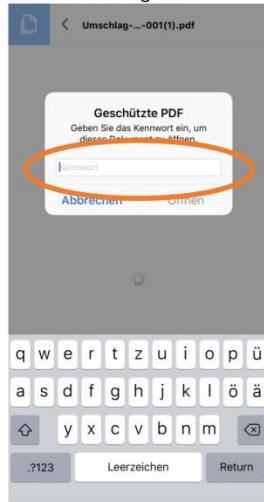 Umschlag-...-001(1).pdf
Geschützte PDF
Geben Sie das Kennwort ein, um
dieses Dokument zu öffnen
Kennwort
Abbrechen Öffnen
q w e r t z u i o p ü
a s d f g h j k l ö ä
y x c v b n m
.?123 Leerzeichen Return